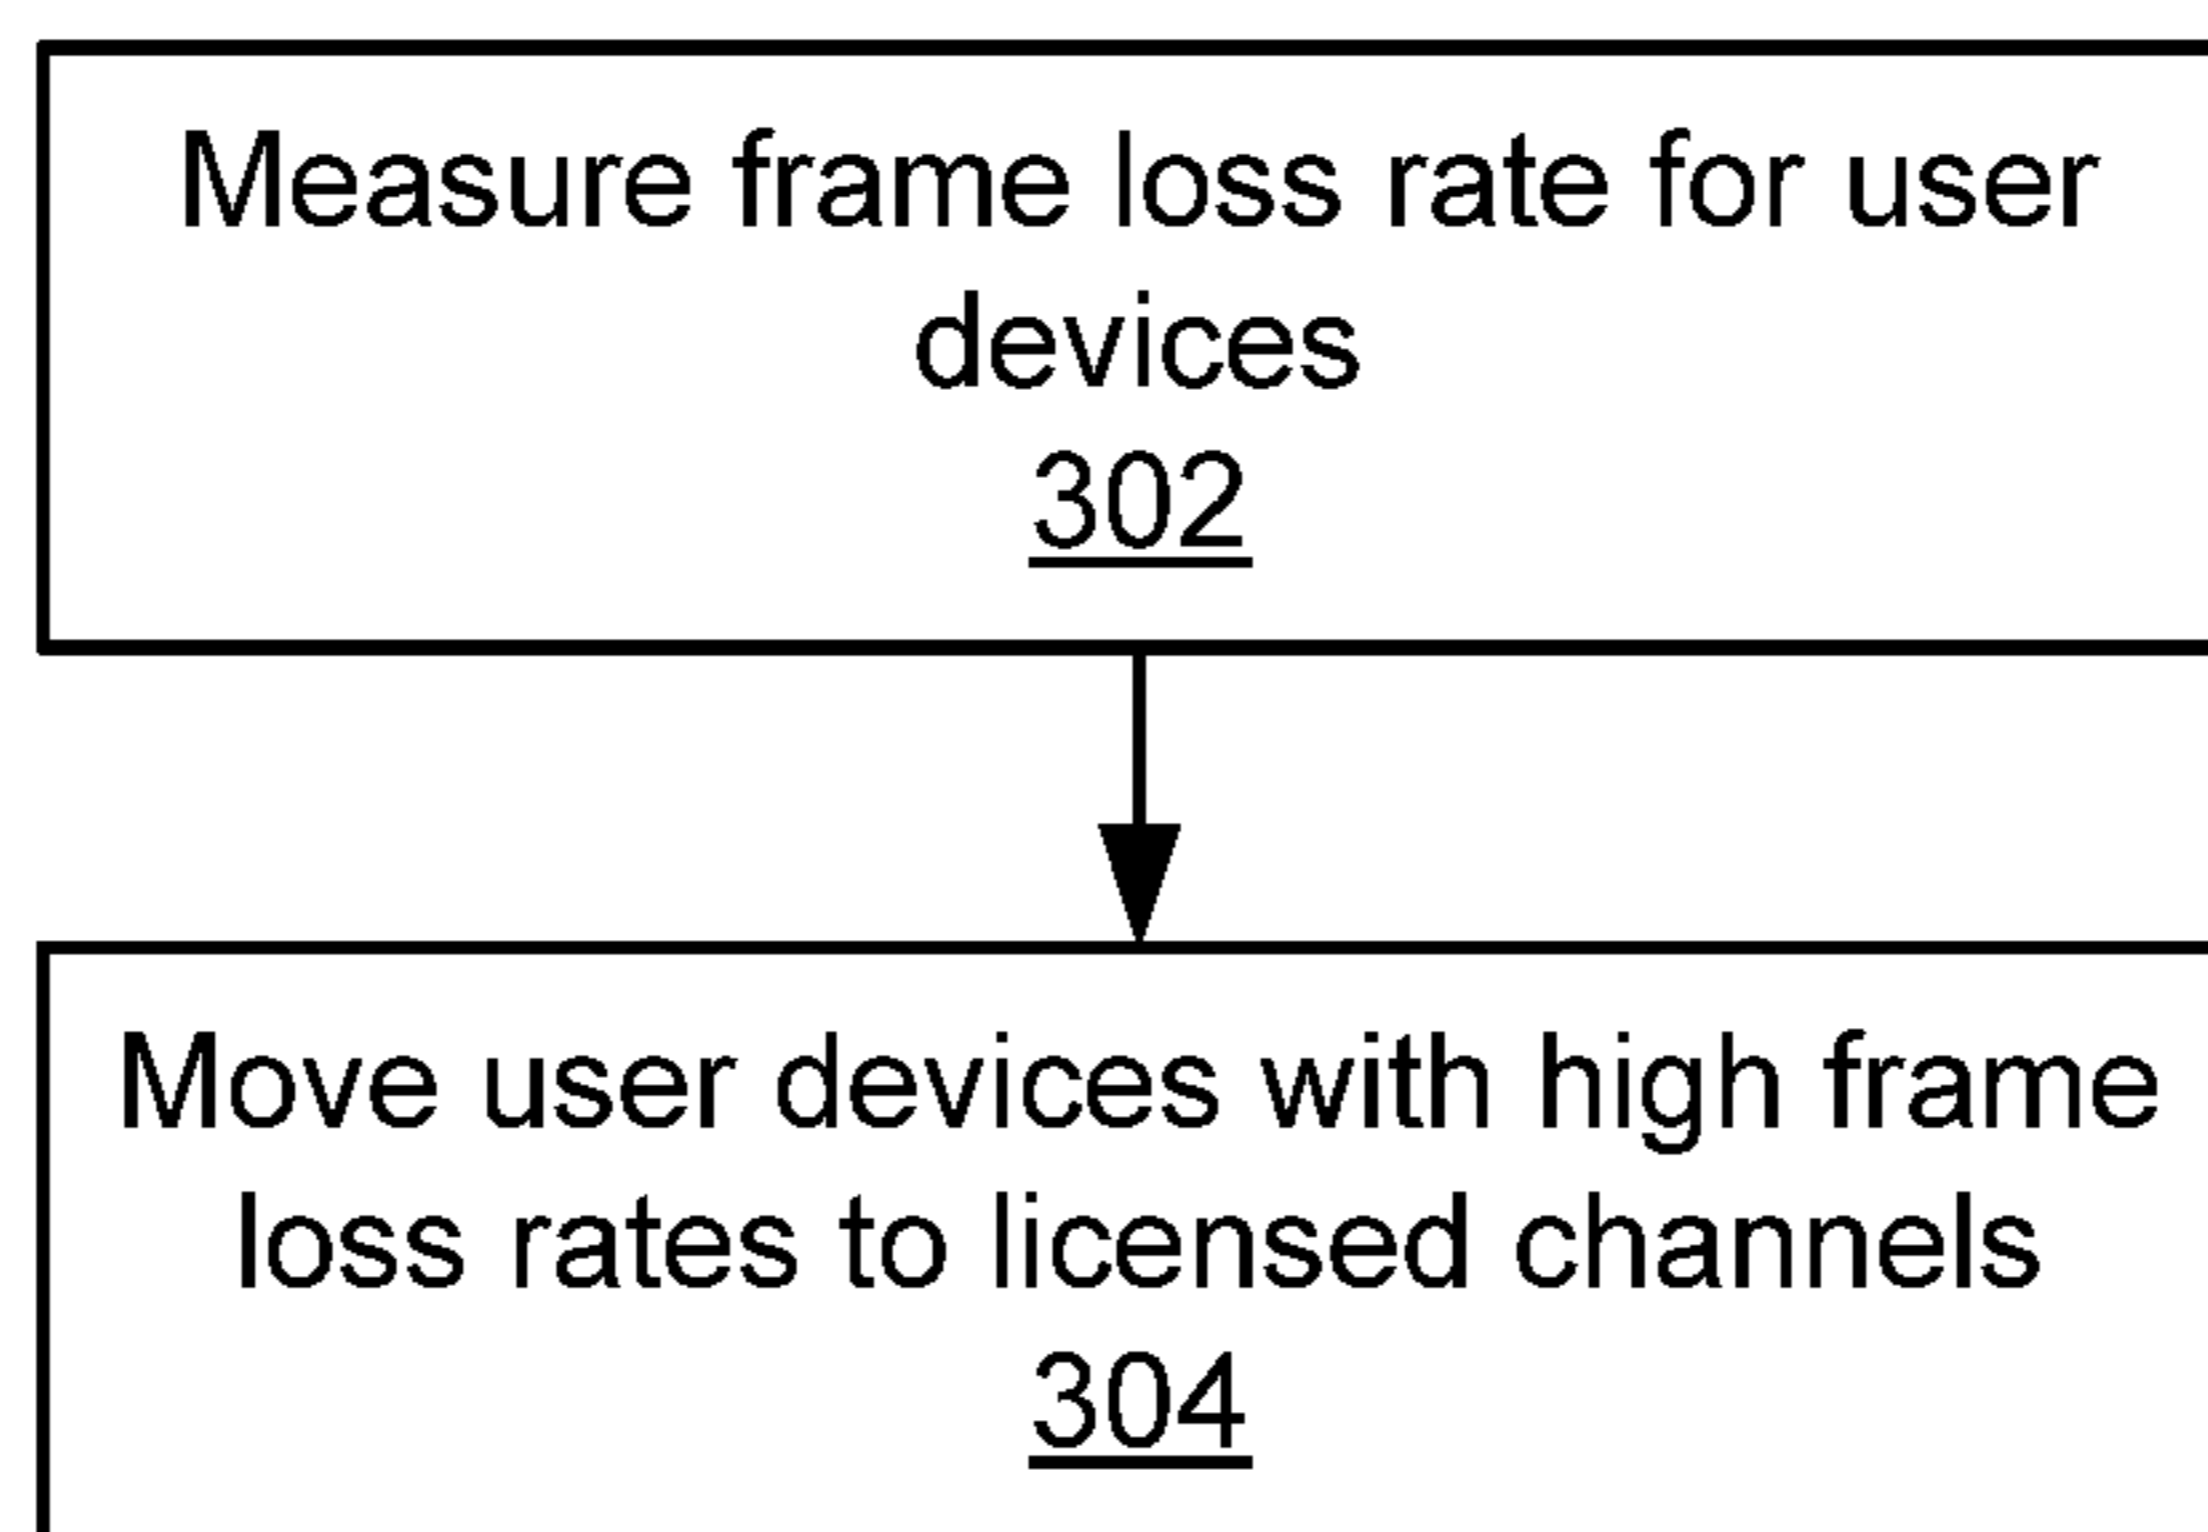 Measure frame loss rate for user
devices
302
Move user devices with high frame
loss rates to licensed channels
304